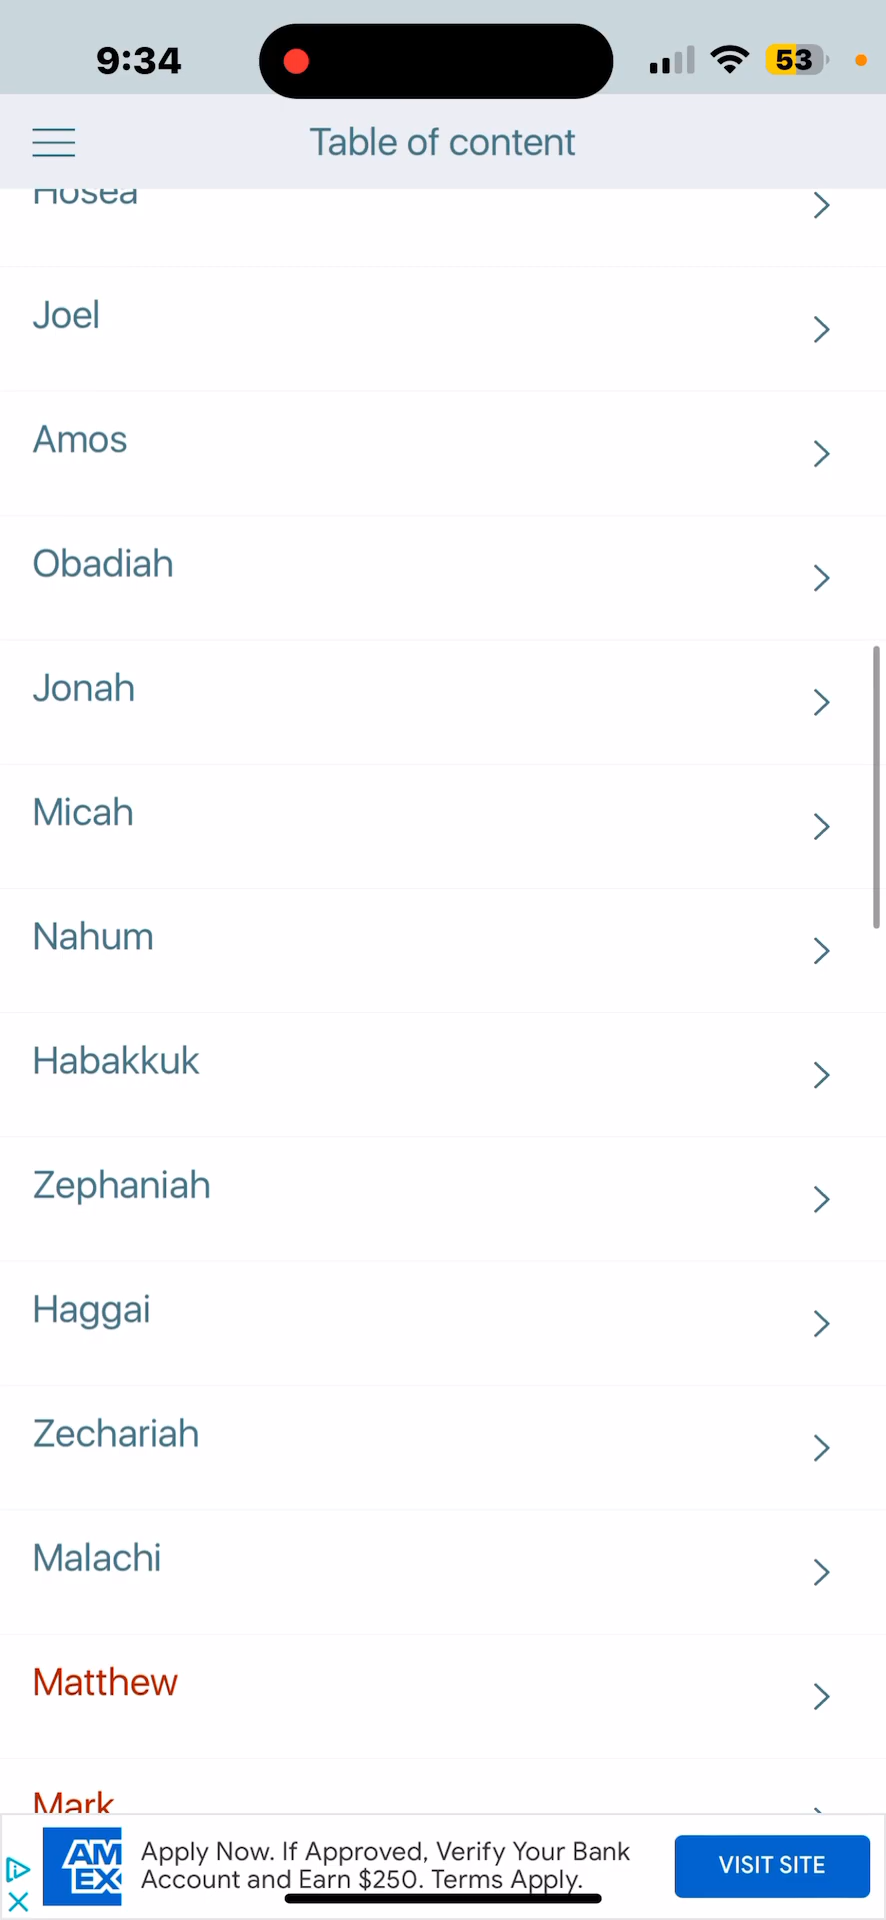 9:34
53
Table of content
Hosea
Joel
Amos
Obadiah
Jonah
Micah
Nahum
Habakkuk
Zephaniah
Haggai
Zechariah
Malachi
Matthew
Mark
AM
EX
Apply Now. If Approved, Verify Your Bank
Account and Earn $250. Terms Apply.
VISIT SITE